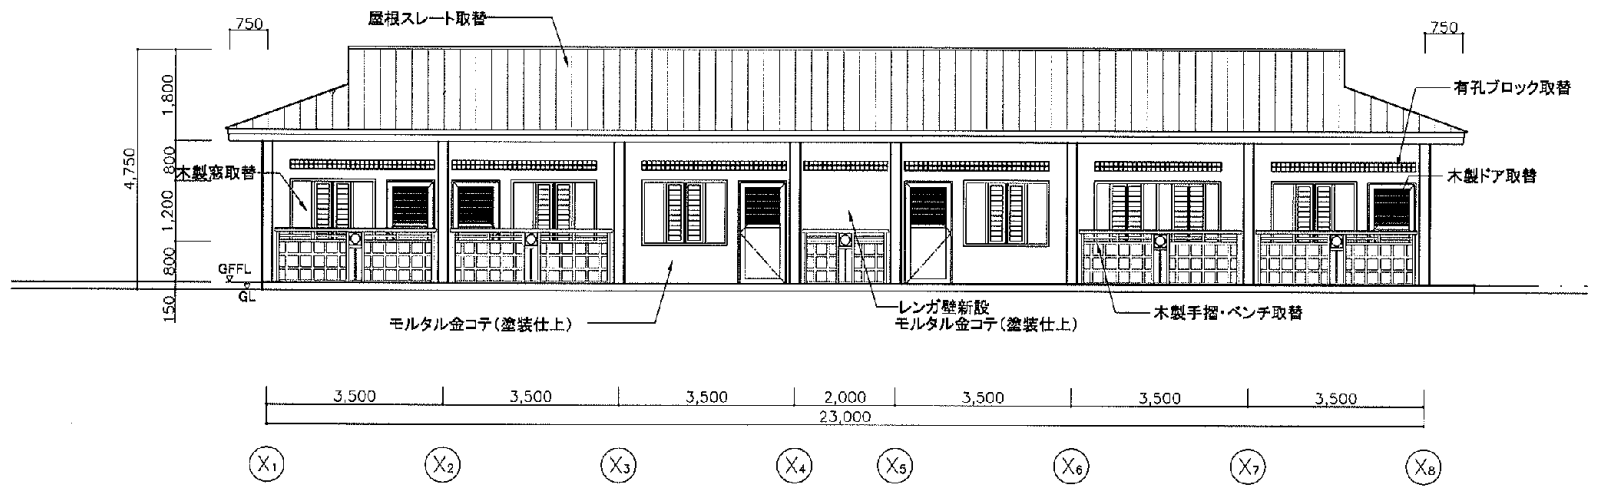 屋根スレート取替
750
750
有孔ブロック取替
1,800
4,750
800
木製窓取替
木製ドア取替
1,200
800
GFFL
GL
150
モルタル金コテ(塗装仕上)
レンガ壁新設
モルタル金コテ(塗装仕上)
木製手摺・ベンチ取替
3,500
3,500
3,500
2,000
3,500
3,500
3,500
23,000
X1
X2
X3
X4
X5
X6
X7
X8